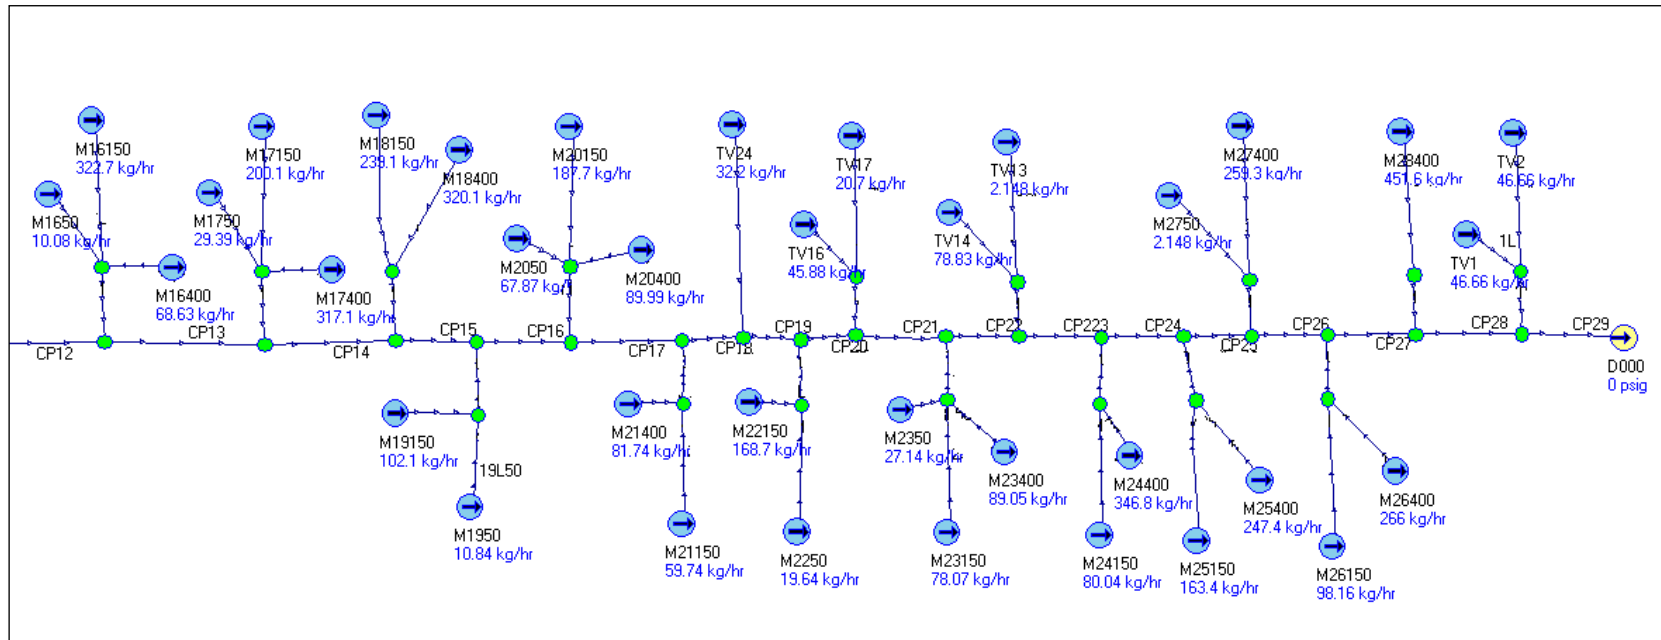 M16150
322.7 kg/hr
M1650
10.08 kg/hr
M16400
68.63 kg/hr
M17150
200.1 kg/hr
M1750
29.39 kg/hr
M17400
317.1 kg/hr
M18150
239.1 kg/hr
M18400
320.1 kg/hr
M20150
187.7 kg/hr
M2050
67.87 kg/hr
M20400
89.99 kg/hr
TV24
32.2 kg/hr
TV17
20.7 kg/hr
TV16
45.88 kg/hr
TV13
2.148 kg/hr
TV14
78.83 kg/hr
M27400
259.3 kg/hr
M2750
2.148 kg/hr
M28400
451.6 kg/hr
TV2
46.66 kg/hr
1L
TV1
46.66 kg/hr
CP12
CP13
CP14
CP15
CP16
CP17
CP18
CP19
CP20
CP21
CP22
CP223
CP24
CP25
CP26
CP27
CP28
CP29
D000
0 psig
M19150
102.1 kg/hr
19L50
M1950
10.84 kg/hr
M21400
81.74 kg/hr
M21150
59.74 kg/hr
M22150
168.7 kg/hr
M2250
19.64 kg/hr
M2350
27.14 kg/hr
M23400
89.05 kg/hr
M23150
78.07 kg/hr
M24400
346.8 kg/hr
M24150
80.04 kg/hr
M25400
247.4 kg/hr
M25150
163.4 kg/hr
M26400
266 kg/hr
M26150
98.16 kg/hr